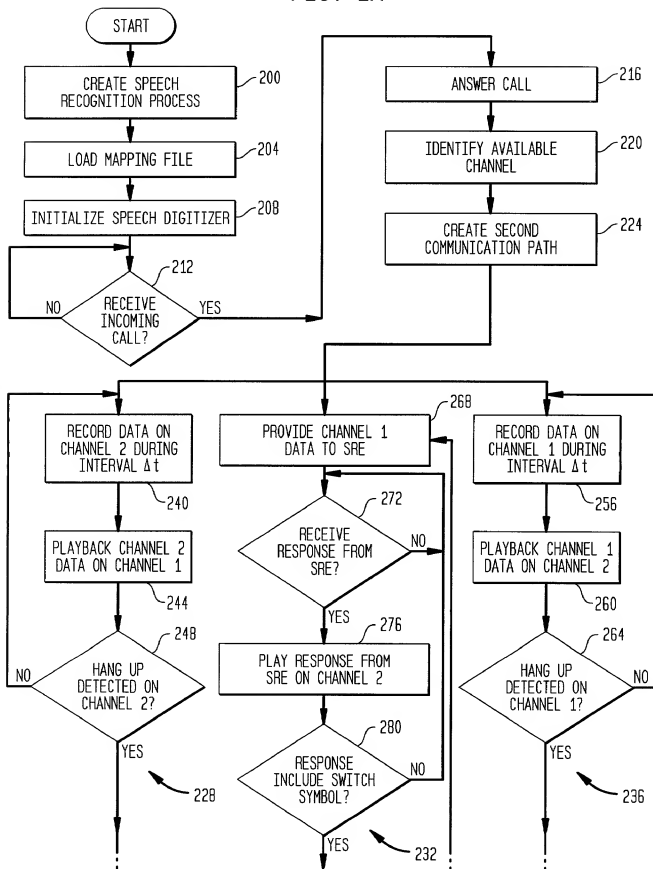 START
CREATE SPEECH
RECOGNITION PROCESS
200
LOAD MAPPING FILE
204
INITIALIZE SPEECH DIGITIZER
208
212
RECEIVE
INCOMING
CALL?
NO
YES
ANSWER CALL
216
IDENTIFY AVAILABLE
CHANNEL
220
CREATE SECOND
COMMUNICATION PATH
224
RECORD DATA ON
CHANNEL 2 DURING
INTERVAL Δt
240
PLAYBACK CHANNEL 2
DATA ON CHANNEL 1
244
248
HANG UP
DETECTED ON
CHANNEL 2?
NO
YES
228
PROVIDE CHANNEL 1
DATA TO SRE
268
272
RECEIVE
RESPONSE FROM
SRE?
NO
YES
276
PLAY RESPONSE FROM
SRE ON CHANNEL 2
280
RESPONSE
INCLUDE SWITCH
SYMBOL?
NO
YES
232
RECORD DATA ON
CHANNEL 1 DURING
INTERVAL Δt
256
PLAYBACK CHANNEL 1
DATA ON CHANNEL 2
260
264
HANG UP
DETECTED ON
CHANNEL 1?
NO
YES
236